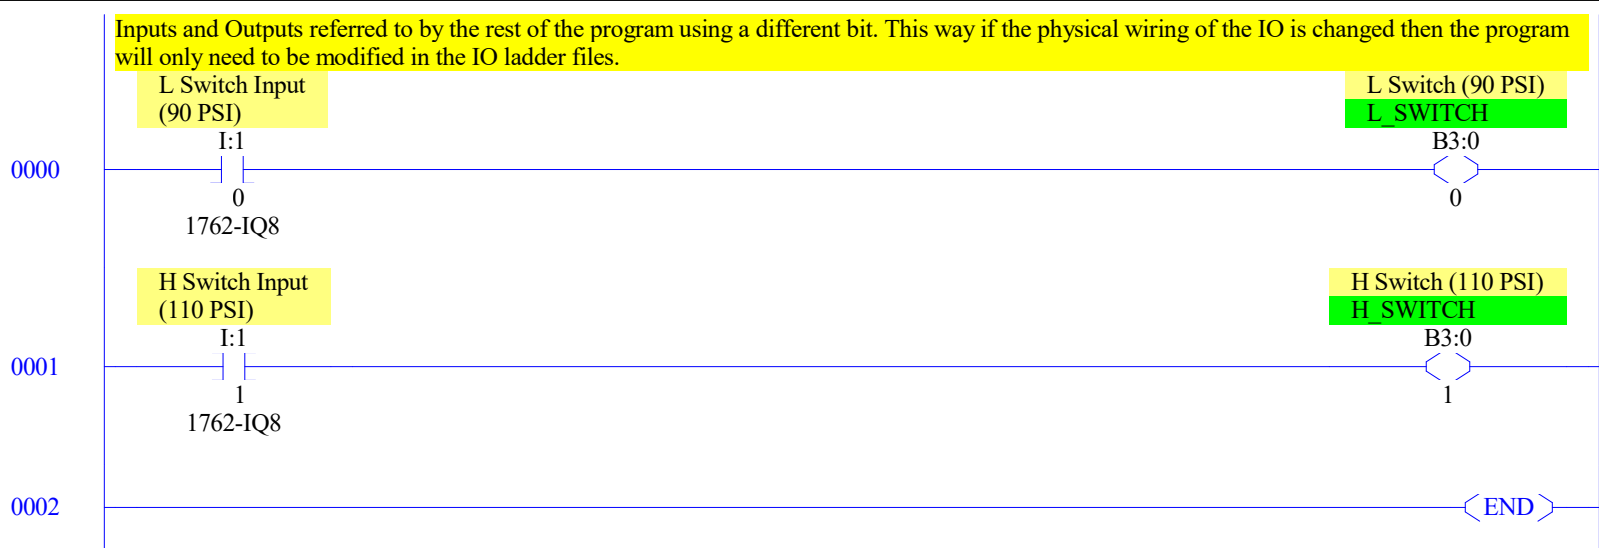 Inputs and Outputs referred to by the rest of the program using a different bit. This way if the physical wiring of the IO is changed then the program
will only need to be modified in the IO ladder files.
L Switch Input
(90 PSI)
I:1
0
1762-IQ8
L Switch (90 PSI)
L_SWITCH
B3:0
0
0000
H Switch Input
(110 PSI)
I:1
1
1762-IQ8
H Switch (110 PSI)
H_SWITCH
B3:0
1
0001
0002
END